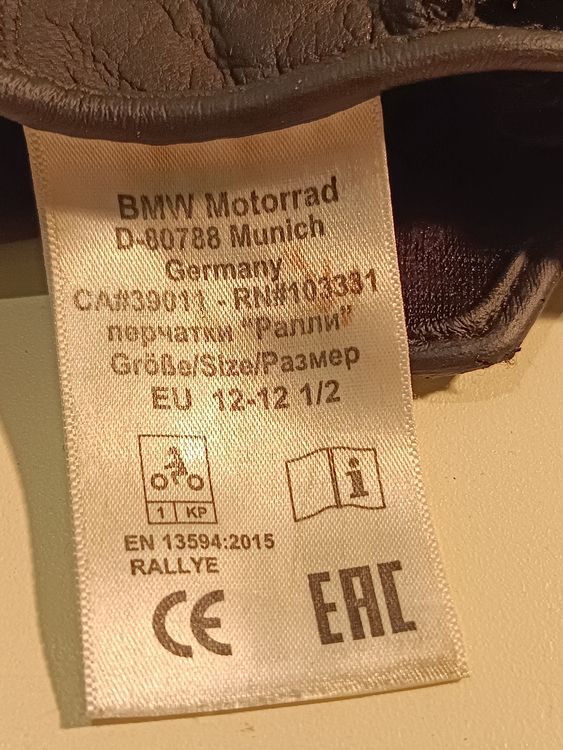 BMW Motorrad
D-80788 Munich
Germany
CA#39011 - RN#103331
перчатки "Ралли"
Größe/Size/Размер
EU 12-12 1/2
i
1 KP
EN 13594:2015
RALLYE
CE EAC